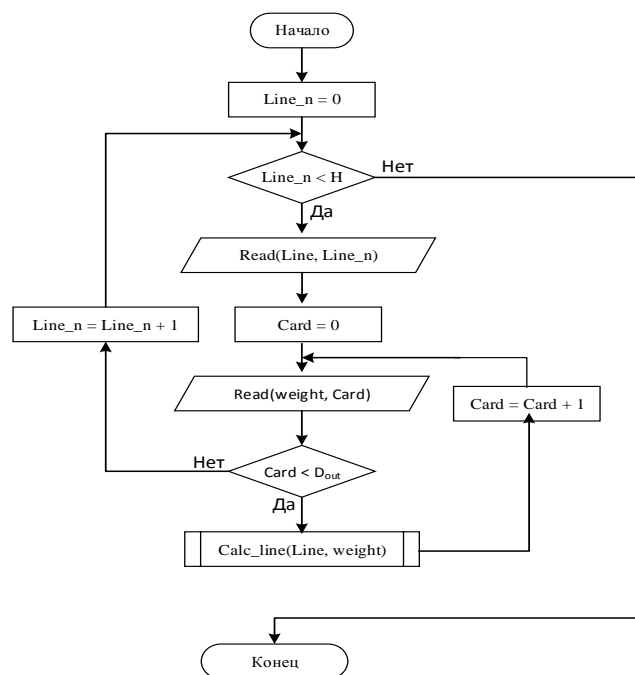 Начало
Line_n = 0
Line_n < H
Нет
Да
Read(Line, Line_n)
Line_n = Line_n + 1
Card = 0
Read(weight, Card)
Card = Card + 1
Нет
Card < Dout
Да
Calc_line(Line, weight)
Конец